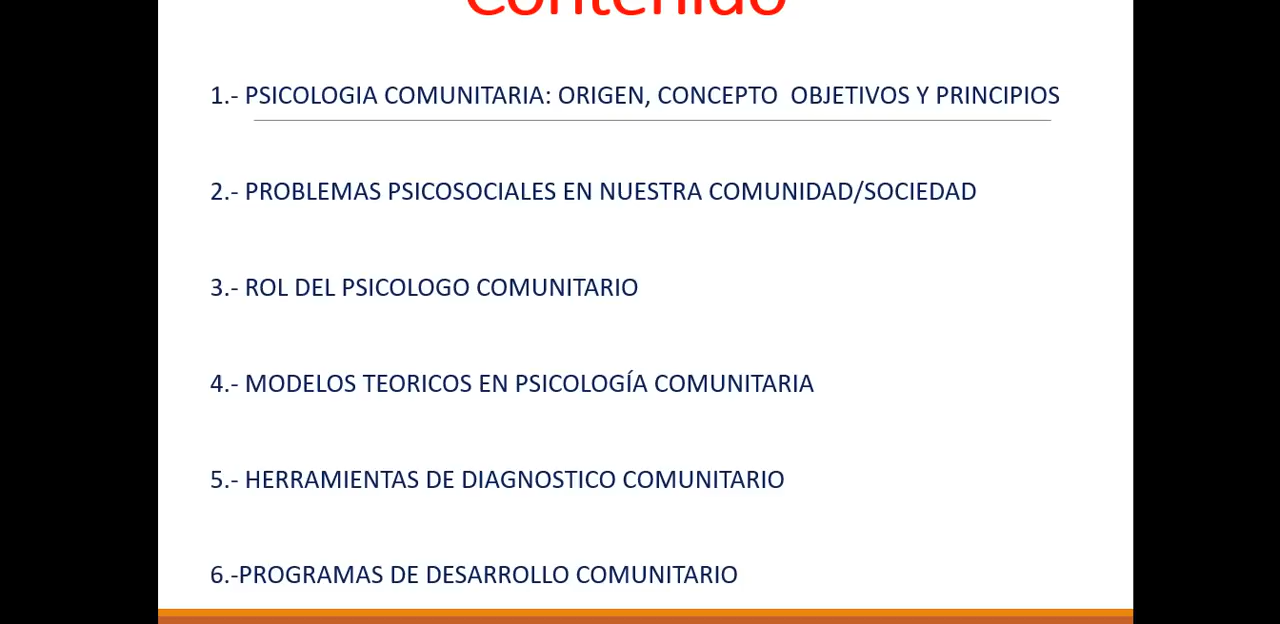 Contenido
1.- PSICOLOGIA COMUNITARIA: ORIGEN, CONCEPTO  OBJETIVOS Y PRINCIPIOS
2.- PROBLEMAS PSICOSOCIALES EN NUESTRA COMUNIDAD/SOCIEDAD
3.- ROL DEL PSICOLOGO COMUNITARIO
4.- MODELOS TEORICOS EN PSICOLOGÍA COMUNITARIA
5.- HERRAMIENTAS DE DIAGNOSTICO COMUNITARIO
6.-PROGRAMAS DE DESARROLLO COMUNITARIO